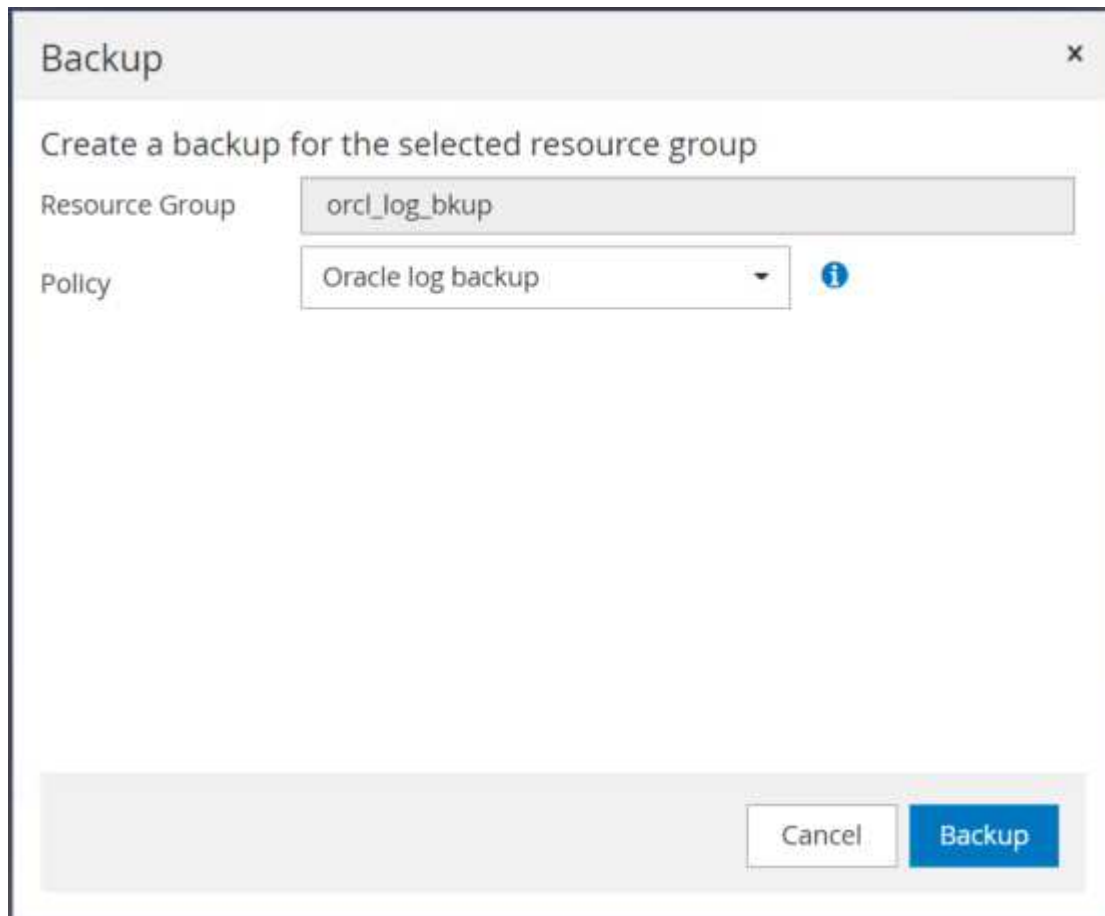 Backup
Create a backup for the selected resource group
Resource Group orcl_log_bkup
Policy Oracle log backup
Cancel Backup